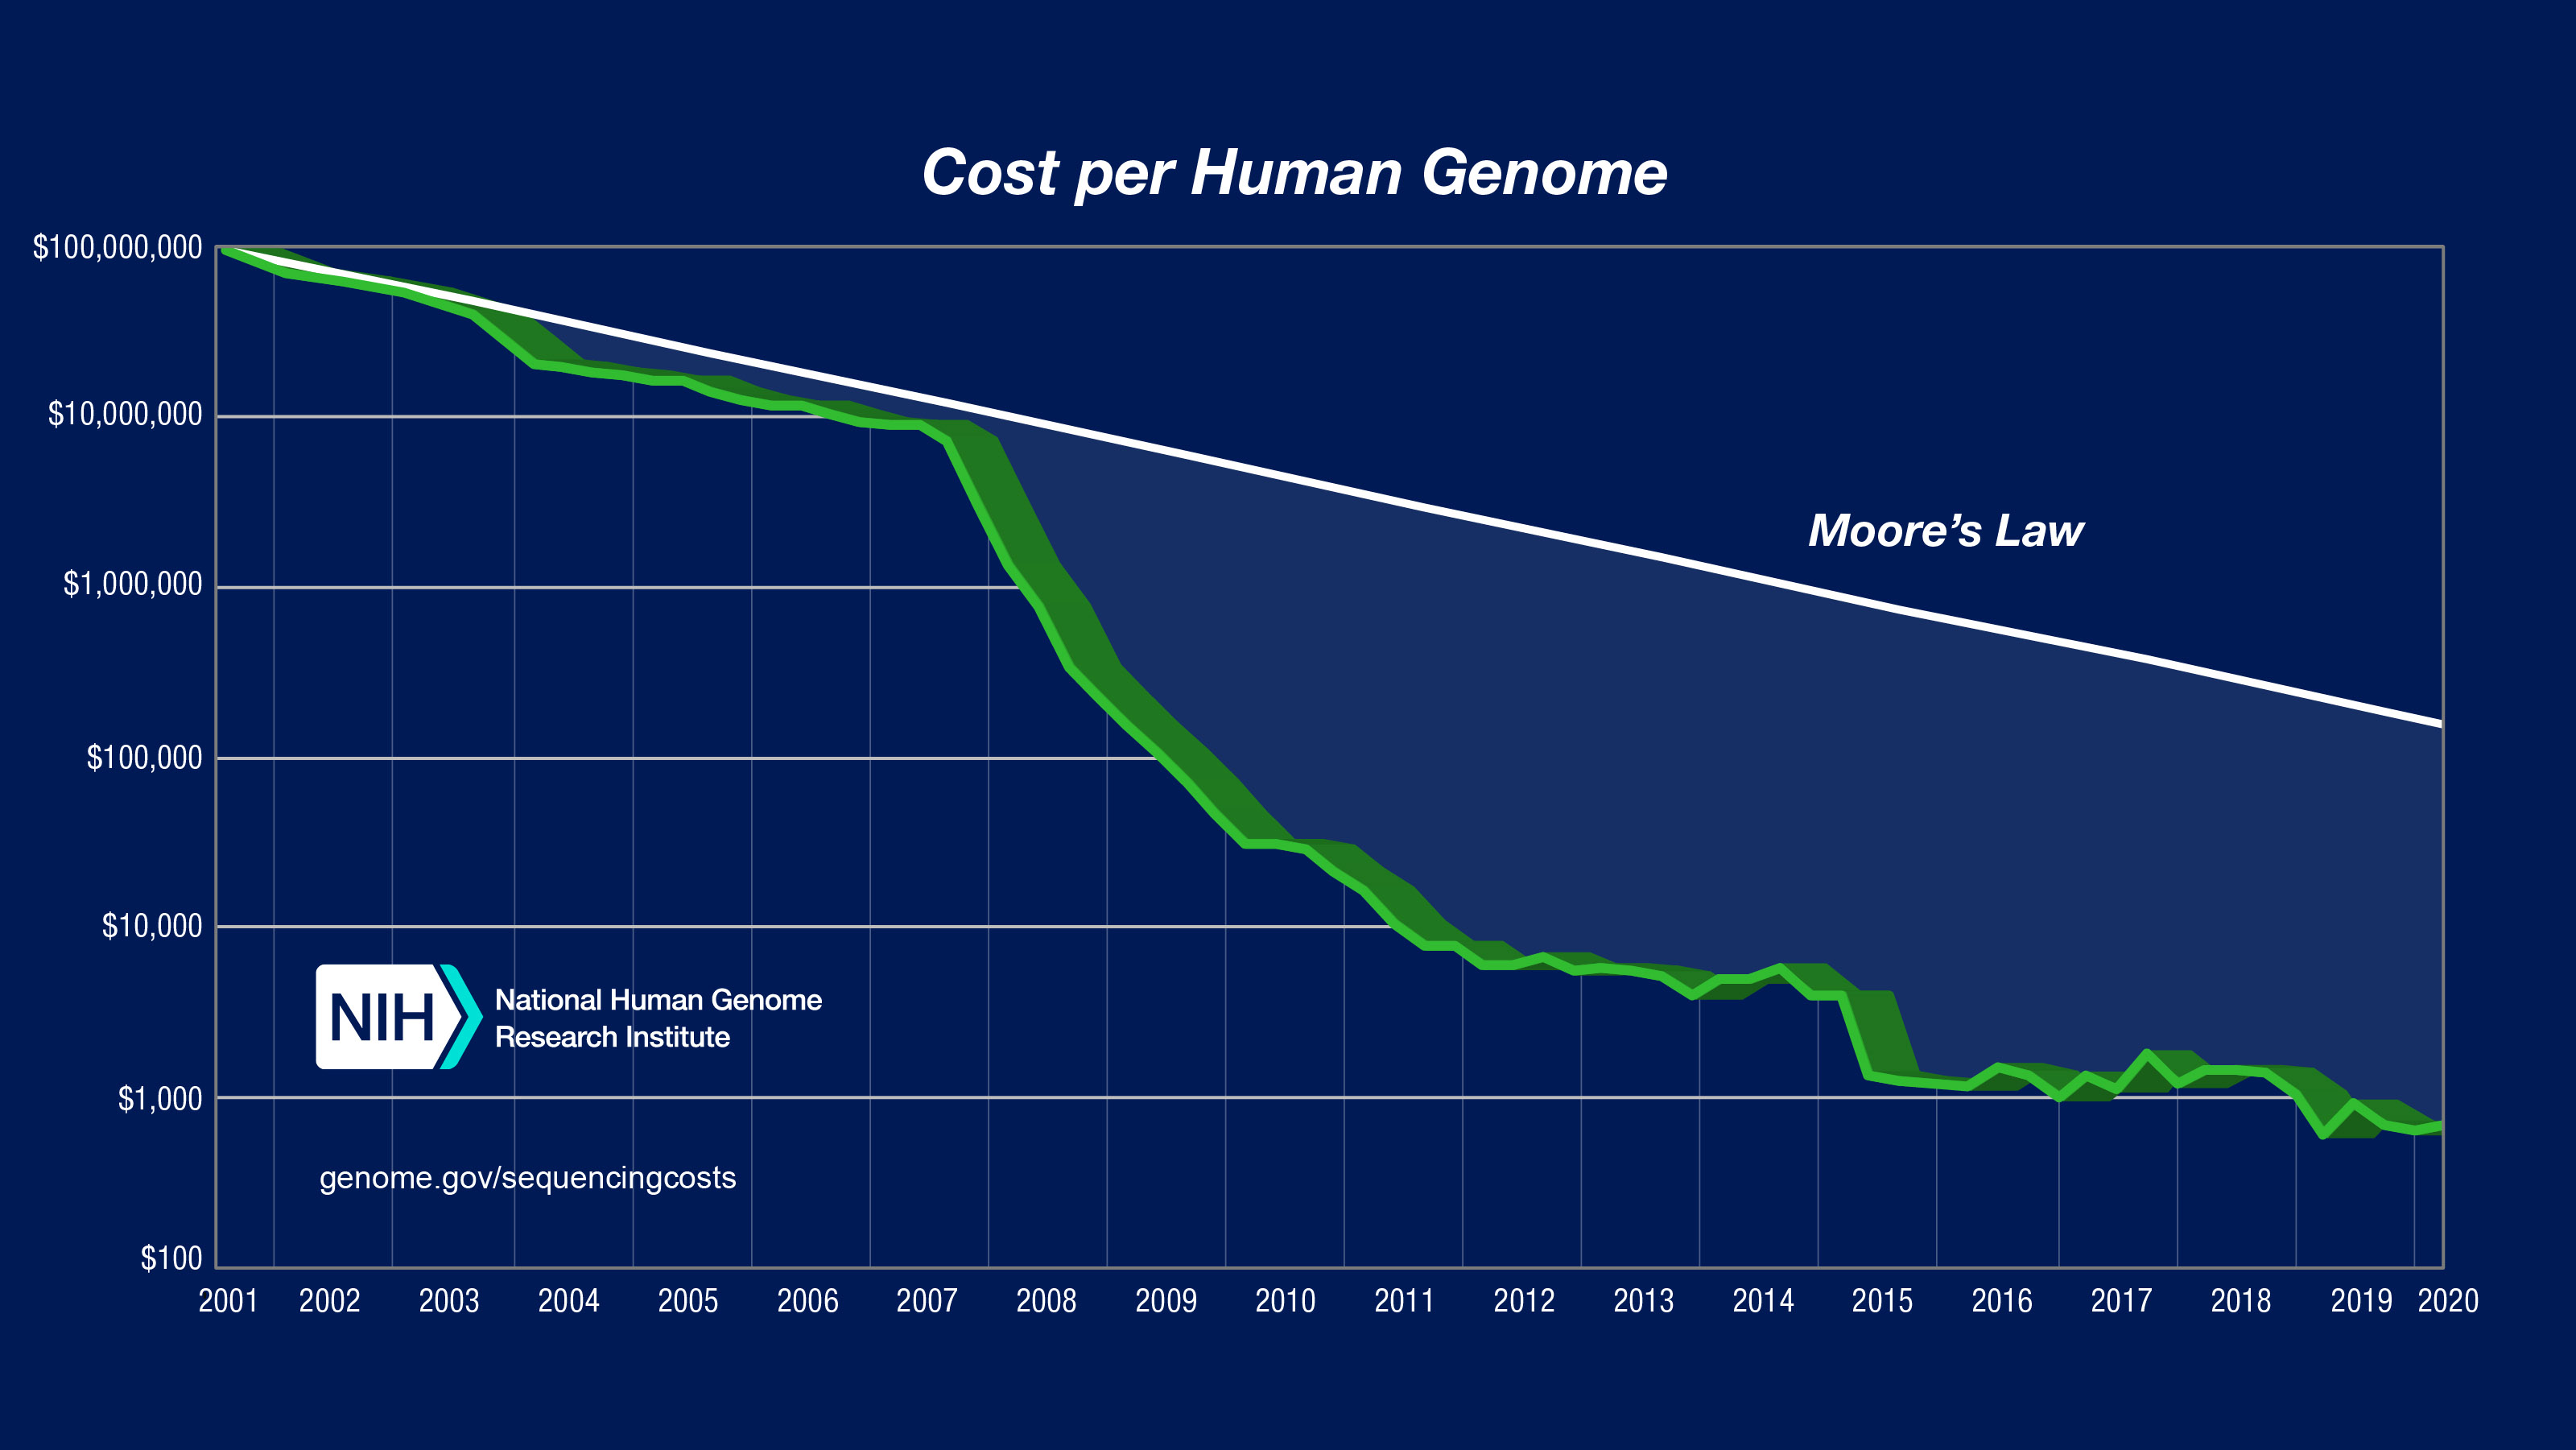 Cost per Human Genome
$100,000,000
$10,000,000
$1,000,000
$100,000
$10,000
$1,000
$100
Moore’s Law
NIH
National Human Genome
Research Institute
genome.gov/sequencingcosts
2001 2002 2003 2004 2005 2006 2007 2008 2009 2010 2011 2012 2013 2014 2015 2016 2017 2018 2019 2020